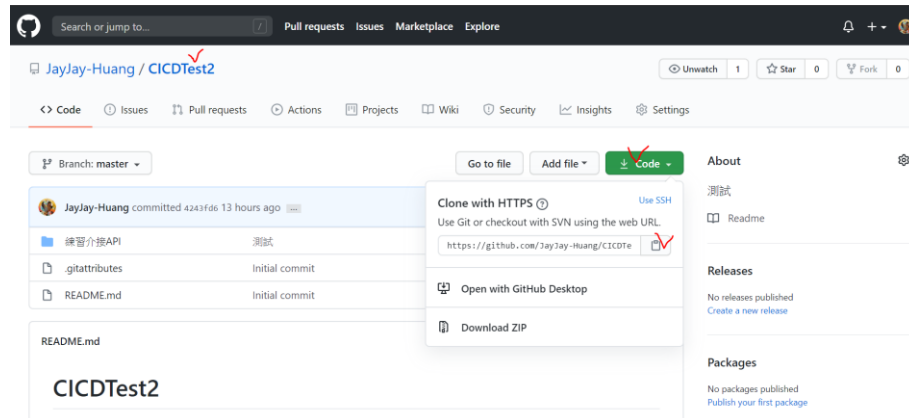 Search or jump to... /
Pull requests Issues Marketplace Explore
JayJay-Huang / CICDTest2
Unwatch 1 Star 0 Fork 0
Code Issues Pull requests Actions Projects Wiki Security Insights Settings
Branch: master Go to file Add file Code
About
測試
Readme
JayJay-Huang committed 4243fd6 13 hours ago ...
練習介接API 測試
.gitattributes Initial commit
README.md Initial commit
Clone with HTTPS ? Use SSH
Use Git or checkout with SVN using the web URL.
https://github.com/JayJay-Huang/CICDTe
Open with GitHub Desktop
Download ZIP
Releases
No releases published
Create a new release
README.md
CICDTest2
Packages
No packages published
Publish your first package